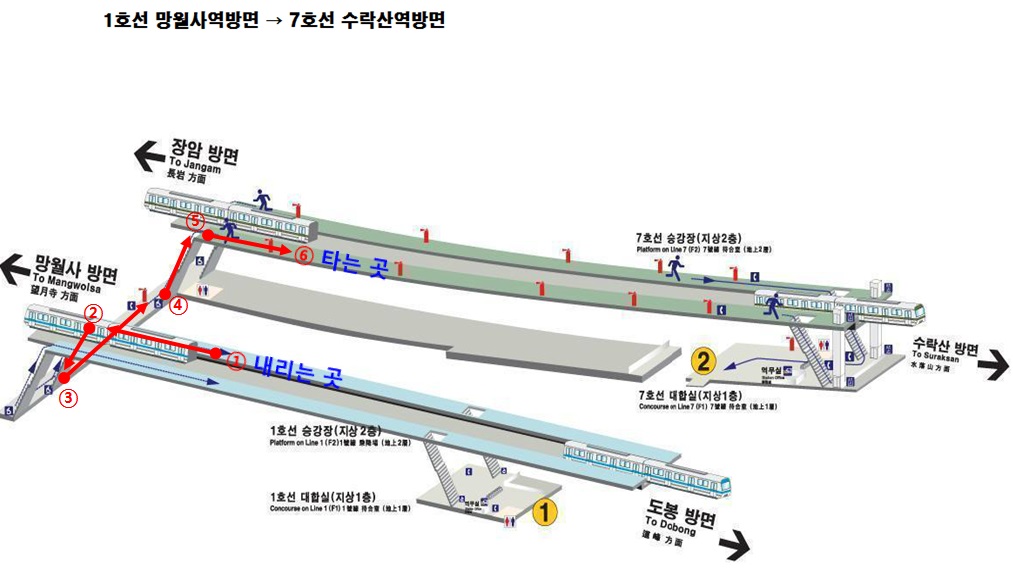 1호선 망월사역방면 → 7호선 수락산역방면
장암 방면
To Jangam
長岩 方面
⑤
⑥ 타는 곳
7호선 승강장(지상2층)
Platform on Line 7 (F2) 7號線 待合室 (地上2層)
망월사 방면
To Mangwolsa
望月寺 方面
④
②
① 내리는 곳
③
수락산 방면
To Suraksan
水落山 方面
2
역무실
Station Office
7호선 대합실(지상1층)
Concourse on Line 7 (F1) 7號線 待合室 (地上1層)
1호선 승강장(지상2층)
Platform on Line 1 (F2) 1號線 乘降場 (地上2層)
1호선 대합실(지상1층)
Concourse on Line 1 (F1) 1號線 待合室 (地上1層)
역무실
1
도봉 방면
To Dobong
道峰 方面